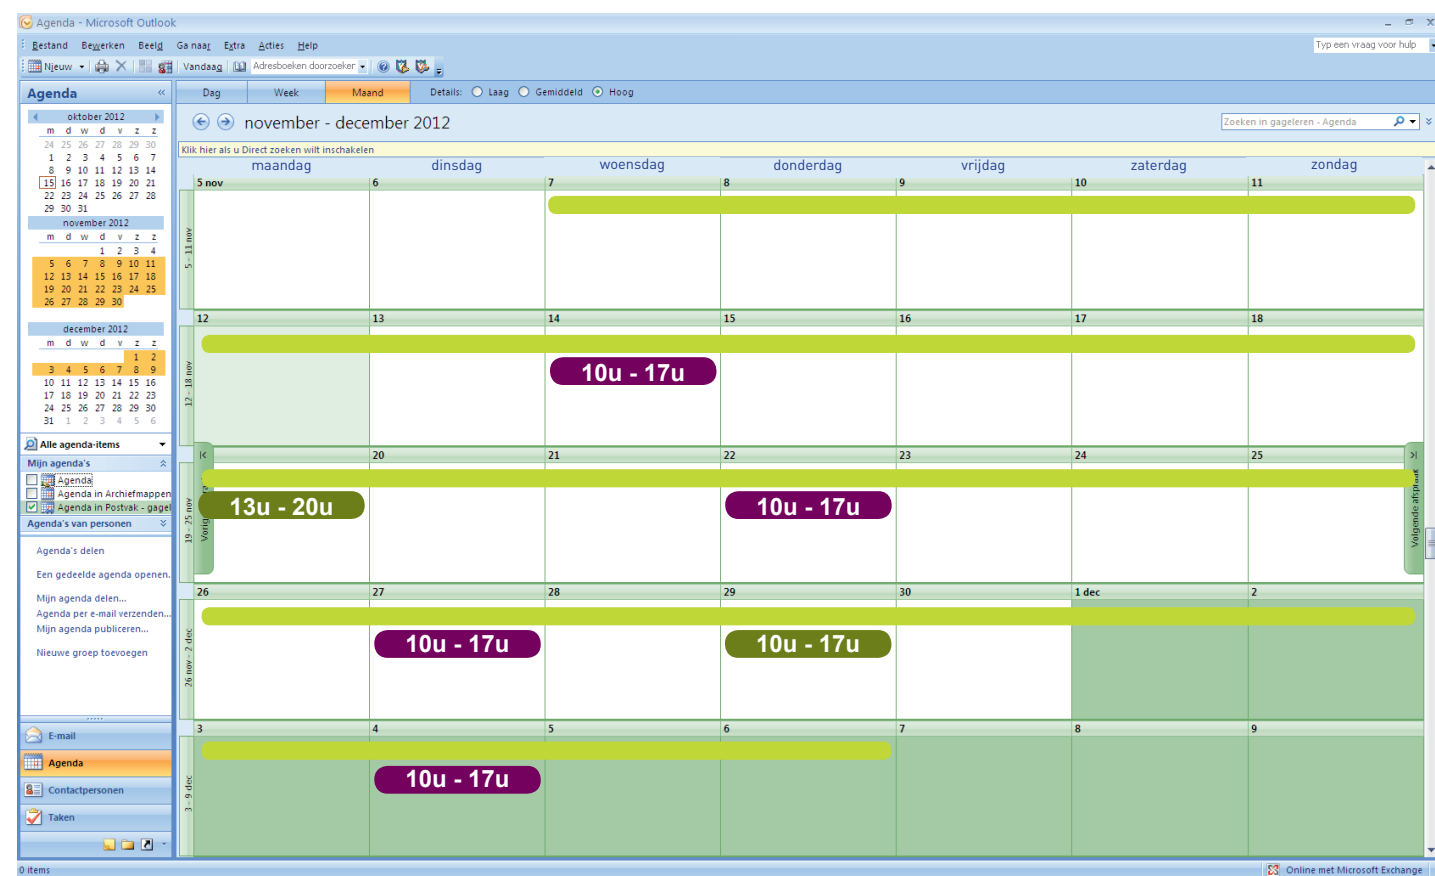 Agenda - Microsoft Outlook
Bestand Bewerken Beeld Ga naar Extra Acties Help
Typ een vraag voor hulp
Nieuw Vandaag Adresboeken doorzoeken
Agenda «
Dag Week Maand Details: Laag Gemiddeld Hoog
november - december 2012
Zoeken in gageleren - Agenda
Klik hier als u Direct zoeken wilt inschakelen
oktober 2012
m d w d v z z
24 25 26 27 28 29 30
1 2 3 4 5 6 7
8 9 10 11 12 13 14
15 16 17 18 19 20 21
22 23 24 25 26 27 28
29 30 31
november 2012
m d w d v z z
1 2 3 4
5 6 7 8 9 10 11
12 13 14 15 16 17 18
19 20 21 22 23 24 25
26 27 28 29 30
december 2012
m d w d v z z
1 2
3 4 5 6 7 8 9
10 11 12 13 14 15 16
17 18 19 20 21 22 23
24 25 26 27 28 29 30
31 1 2 3 4 5 6
Alle agenda-items
Mijn agenda's
Agenda
Agenda in Archiefmappen
Agenda in Postvak - gagel
Agenda's van personen
Agenda's delen
Een gedeelde agenda openen.
Mijn agenda delen...
Agenda per e-mail verzenden...
Mijn agenda publiceren...
Nieuwe groep toevoegen
E-mail
Agenda
Contactpersonen
Taken
maandag dinsdag woensdag donderdag vrijdag zaterdag zondag
5 nov 6 7 8 9 10 11
5 - 11 nov
12 13 14 15 16 17 18
12 - 18 nov
10u - 17u
20 21 22 23 24 25
19 - 25 nov
13u - 20u 10u - 17u
Volgende afspraak
26 27 28 29 30 1 dec 2
26 nov - 2 dec
10u - 17u 10u - 17u
3 4 5 6 7 8 9
3 - 9 dec
10u - 17u
0 items
Online met Microsoft Exchange